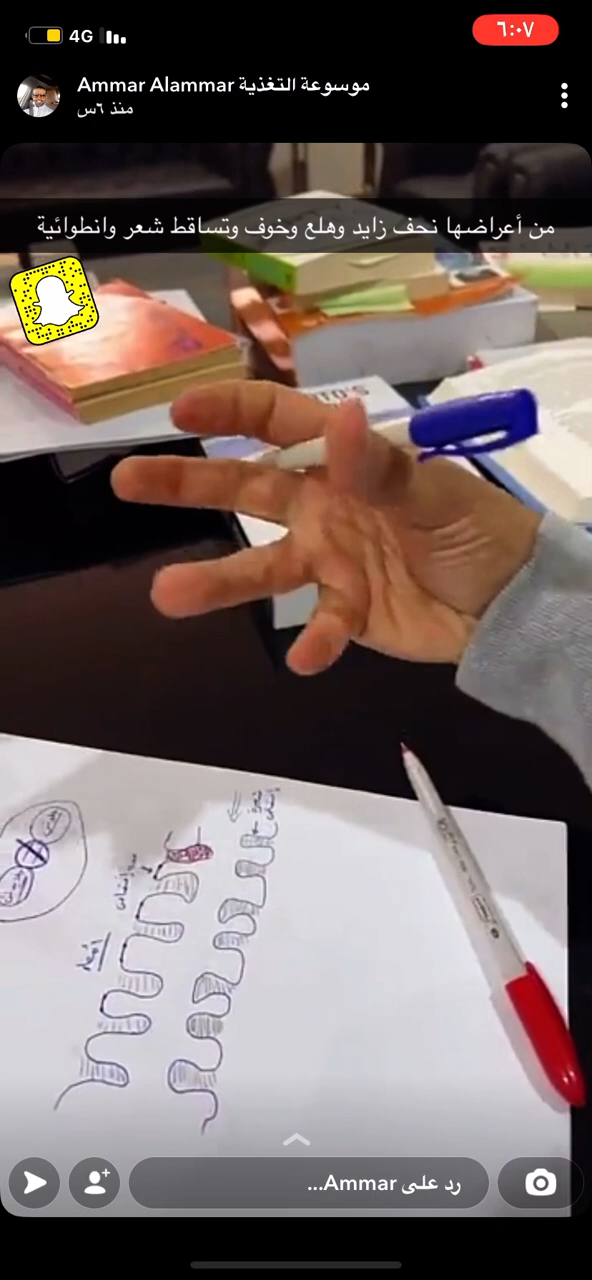 4G
٦:٠٧
موسوعة التغذية Ammar Alammar
منذ ٦س
من أعراضها نحف زايد وهلع وخوف وتساقط شعر وانطوائية
أمعاء
رد على Ammar...